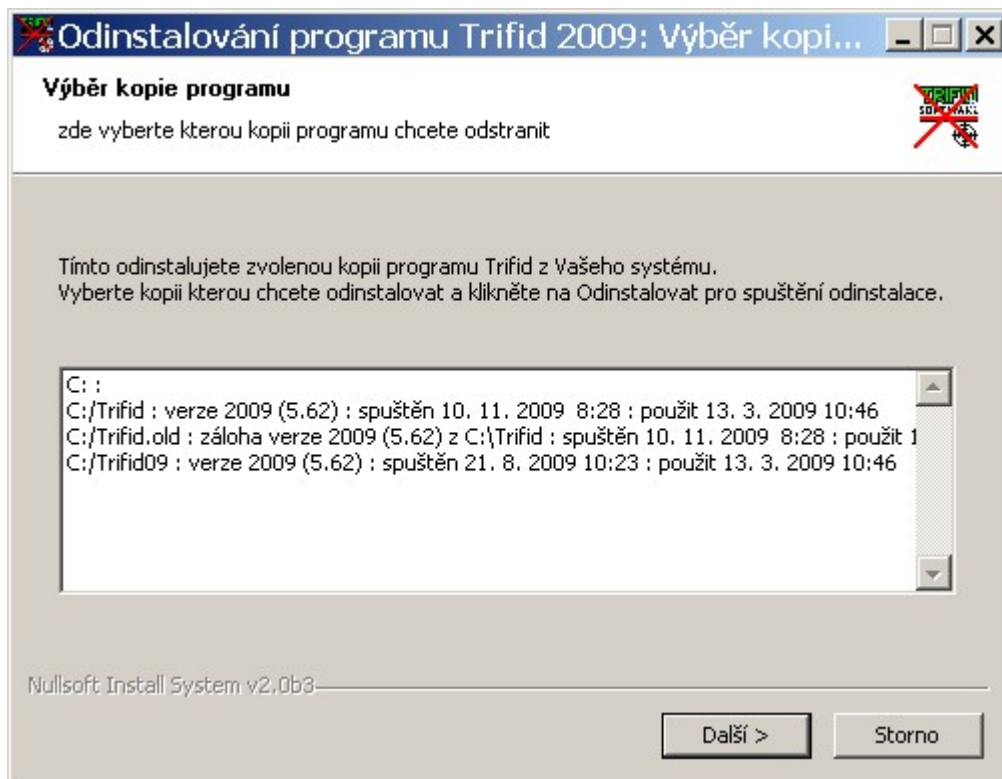 Odinstalování programu Trifid 2009: Výběr kopi...
Výběr kopie programu
zde vyberte kterou kopii programu chcete odstranit
TRIFID
SOFTWARE
Tímto odinstalujete zvolenou kopii programu Trifid z Vašeho systému.
Vyberte kopii kterou chcete odinstalovat a klikněte na Odinstalovat pro spuštění odinstalace.
C: :
C:/Trifid : verze 2009 (5.62) : spuštěn 10. 11. 2009 8:28 : použit 13. 3. 2009 10:46
C:/Trifid.old : záloha verze 2009 (5.62) z C:\Trifid : spuštěn 10. 11. 2009 8:28 : použit 1
C:/Trifid09 : verze 2009 (5.62) : spuštěn 21. 8. 2009 10:23 : použit 13. 3. 2009 10:46
Nullsoft Install System v2.0b3
Další >
Storno